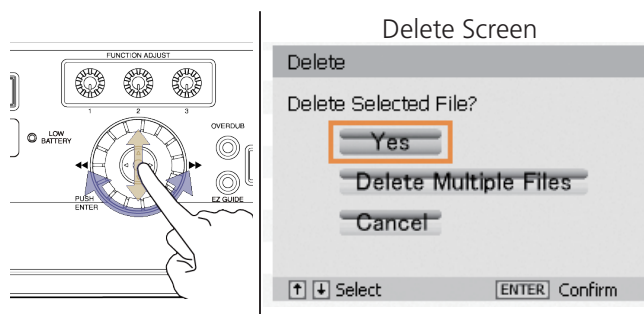 FUNCTION ADJUST
1 2 3
LOW
BATTERY
OVERDUB
PUSH
ENTER
EZ GUIDE
Delete Screen
Delete
Delete Selected File?
Yes
Delete Multiple Files
Cancel
↑ ↓ Select ENTER Confirm